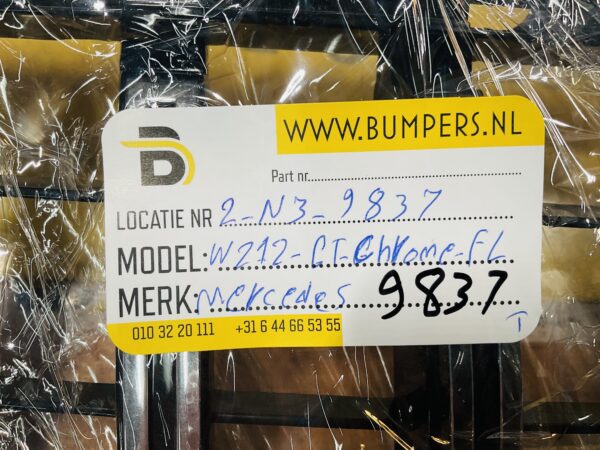 WWW.BUMPERS.NL
B
Part nr.
LOCATIE NR 2-N3-9837
MODEL: W212-CT-Chrome-FL
MERK: Mercedes 9837
T
010 32 20 111 +31 6 44 66 53 55